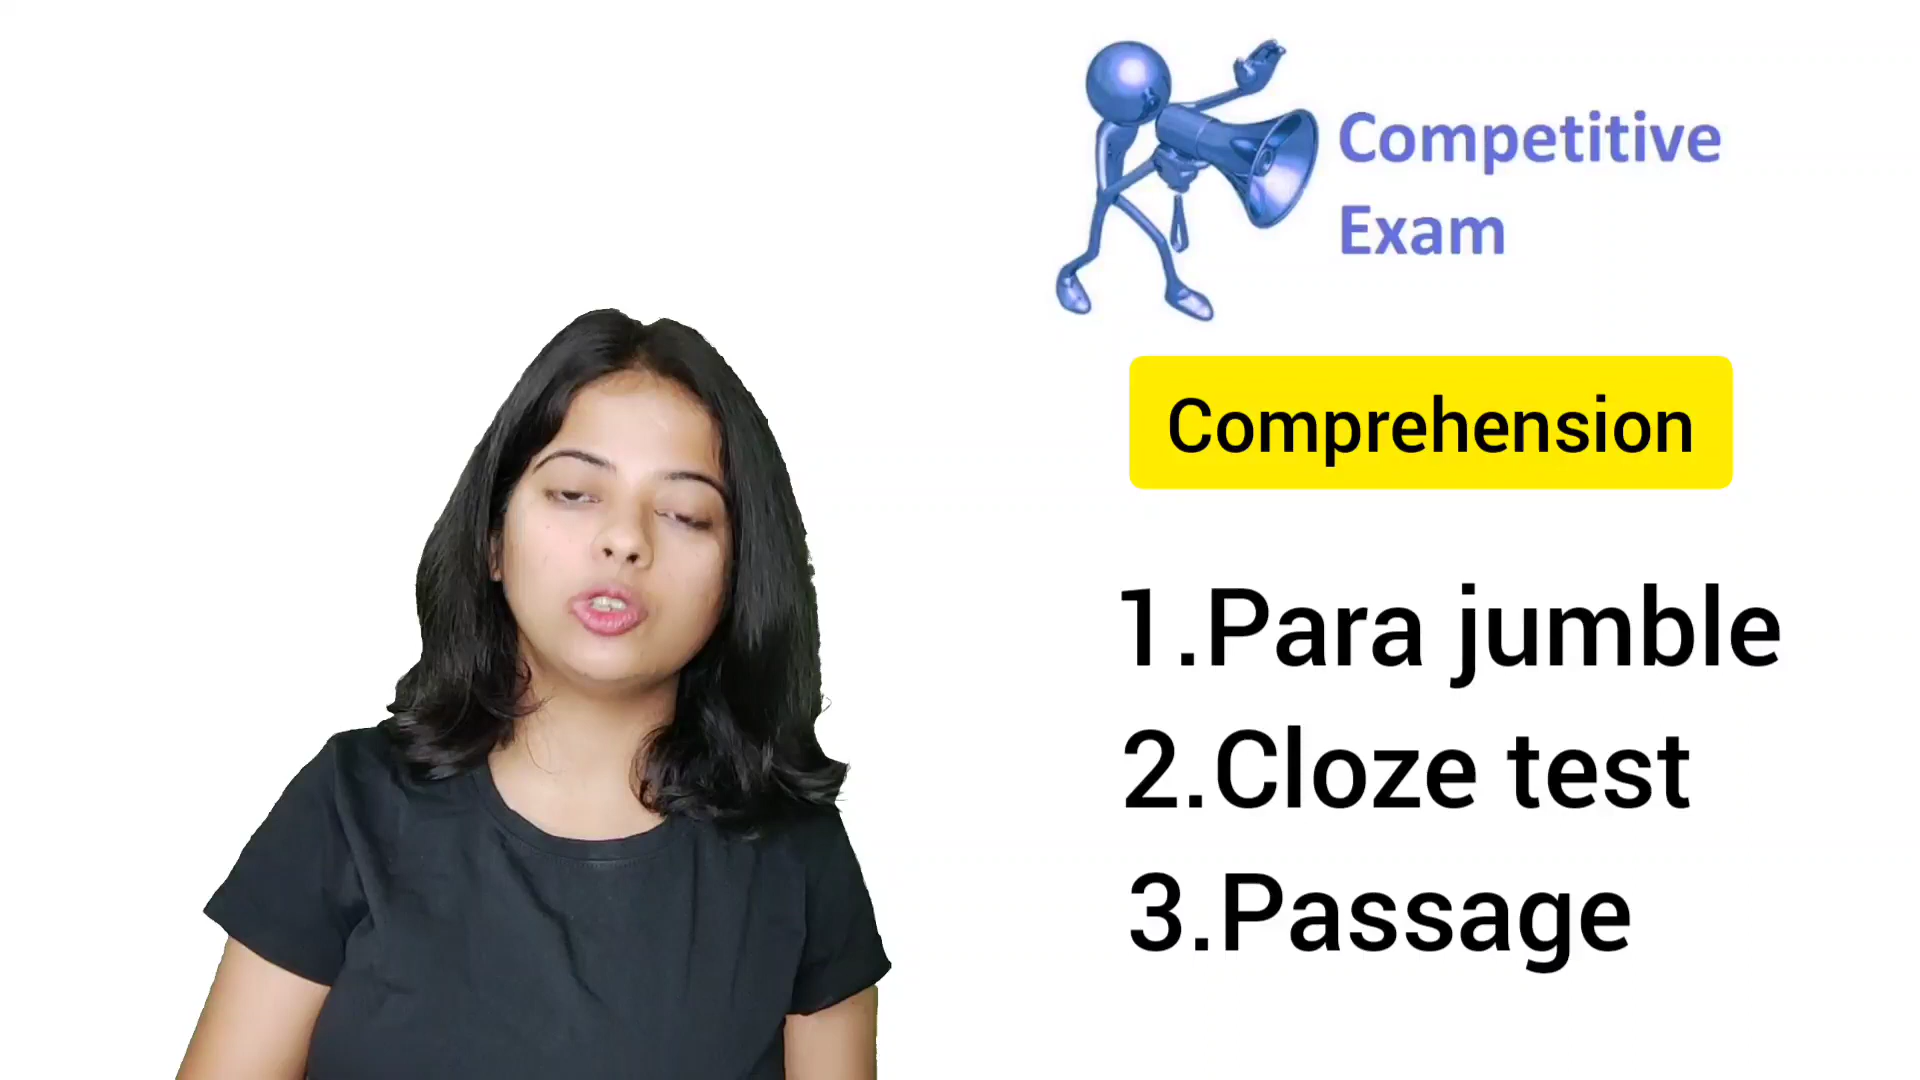 Competitive
Exam
Comprehension
1.Para jumble
2.Cloze test
3.Passage